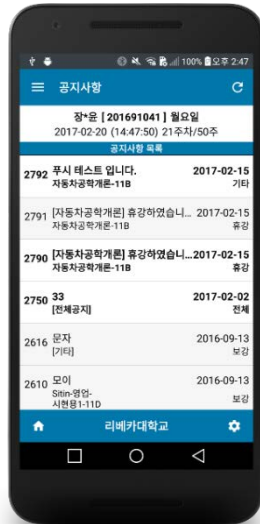 100% 오후 2:47
공지사항
장*윤 [ 201691041 ] 월요일
2017-02-20 (14:47:50) 21주차/50주
공지사항 목록
2792 푸시 테스트 입니다. 2017-02-15
자동차공학개론-11B 기타
2791 [자동차공학개론] 휴강하였습니... 2017-02-15
자동차공학개론-11B 휴강
2790 [자동차공학개론] 휴강하였습니...2017-02-15
자동차공학개론-11B 휴강
2750 33 2017-02-02
[전체공지] 전체
2616 문자 2016-09-13
[기타] 보강
2610 모이 2016-09-13
Sitin-영업- 보강
시현용1-11D
리베카대학교